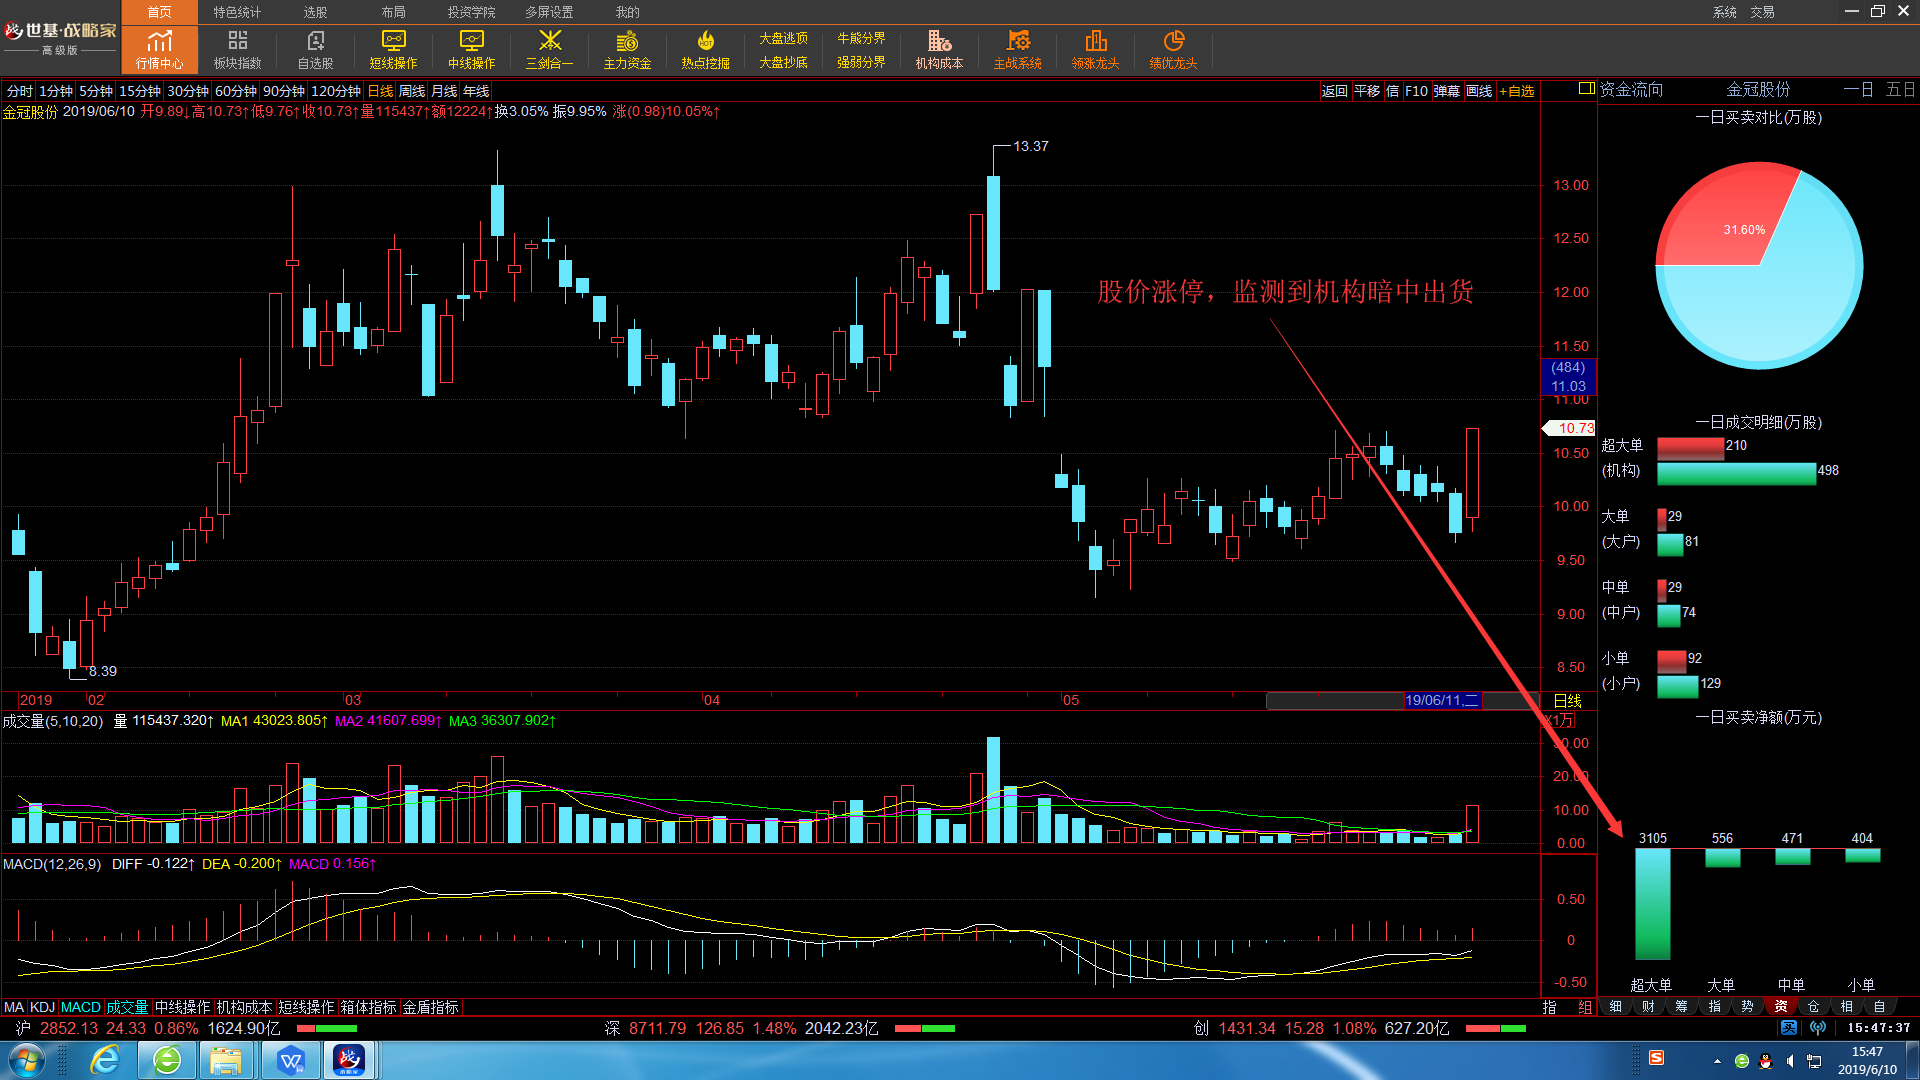 首页 特色统计 选股 布局 投资学院 多屏设置 我的 系统 交易
世基·战略家
高级版
行情中心 板块指数 自选股 短线操作 中线操作 三剑合一 主力资金 热点挖掘 大盘逃顶 牛熊分界 机构成本 主战系统 领涨龙头 绩优龙头
大盘抄底 强弱分界
分时 1分钟 5分钟 15分钟 30分钟 60分钟 90分钟 120分钟 日线 周线 月线 年线 返回 平移 信 F10 弹幕 画线 +自选
资金流向 金冠股份 一日 五日
金冠股份 2019/06/10 开9.89↓高10.73↑低9.76↑收10.73↑量115437↑额12224↑换3.05% 振9.95% 涨(0.98)10.05%↑
一日买卖对比(万股)
13.37
13.00
31.60%
12.50
股价涨停，监测到机构暗中出货
12.00
11.50
(484)
11.03
11.00
10.73
10.50
10.00
9.50
9.00
8.50
8.39
一日成交明细(万股)
超大单 210
(机构) 498
大单 29
(大户) 81
中单 29
(中户) 74
小单 92
(小户) 129
2019 02 03 04 05 19/06/11,二 日线
成交量(5,10,20) 量 115437.320↑ MA1 43023.805↑ MA2 41607.699↑ MA3 36307.902↑
X1万
一日买卖净额(万元)
30.00
20.00
10.00
0.00
3105 556 471 404
MACD(12,26,9) DIFF -0.122↑ DEA -0.200↑ MACD 0.156↑
0.50
0
-0.50
超大单 大单 中单 小单
MA KDJ MACD 成交量 中线操作 机构成本 短线操作 箱体指标 金盾指标 指 组
细 财 筹 指 势 资 仓 相 自
沪 2852.13 24.33 0.86% 1624.90亿 深 8711.79 126.85 1.48% 2042.23亿 创 1431.34 15.28 1.08% 627.20亿 买 15:47:37
15:47
2019/6/10